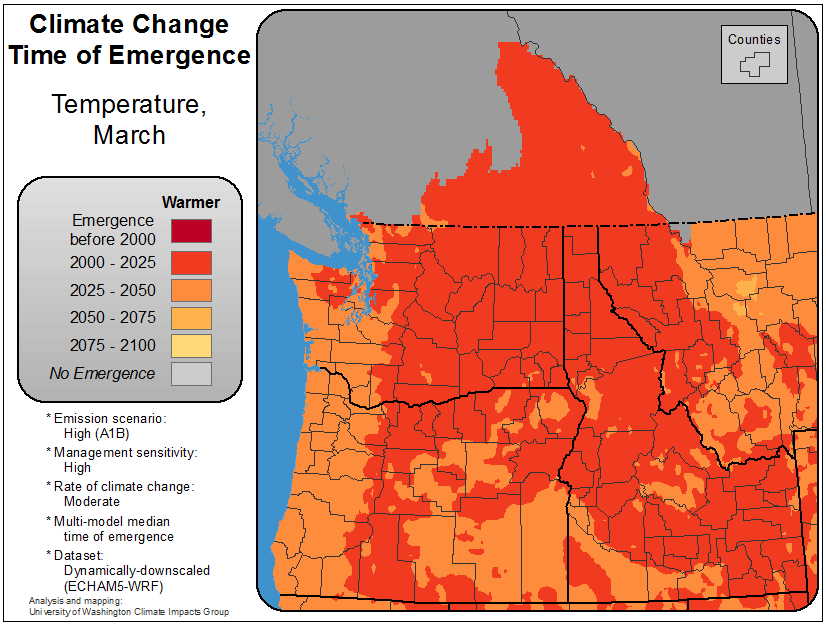 Climate Change
Time of Emergence
Temperature,
March
Warmer
Emergence
before 2000
2000 - 2025
2025 - 2050
2050 - 2075
2075 - 2100
No Emergence
* Emission scenario:
High (A1B)
* Management sensitivity:
High
* Rate of climate change:
Moderate
* Multi-model median
time of emergence
* Dataset:
Dynamically-downscaled
(ECHAM5-WRF)
Analysis and mapping:
University of Washington Climate Impacts Group
Counties